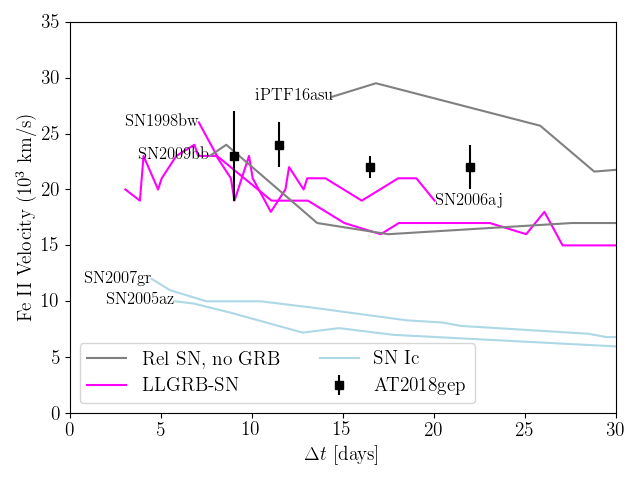 35
30
25
20
15
10
5
0
Fe II Velocity (10³ km/s)
iPTF16asu
SN1998bw
SN2009bb
SN2006aj
SN2007gr
SN2005az
Rel SN, no GRB
LLGRB-SN
SN Ic
AT2018gep
0 5 10 15 20 25 30
Δt [days]